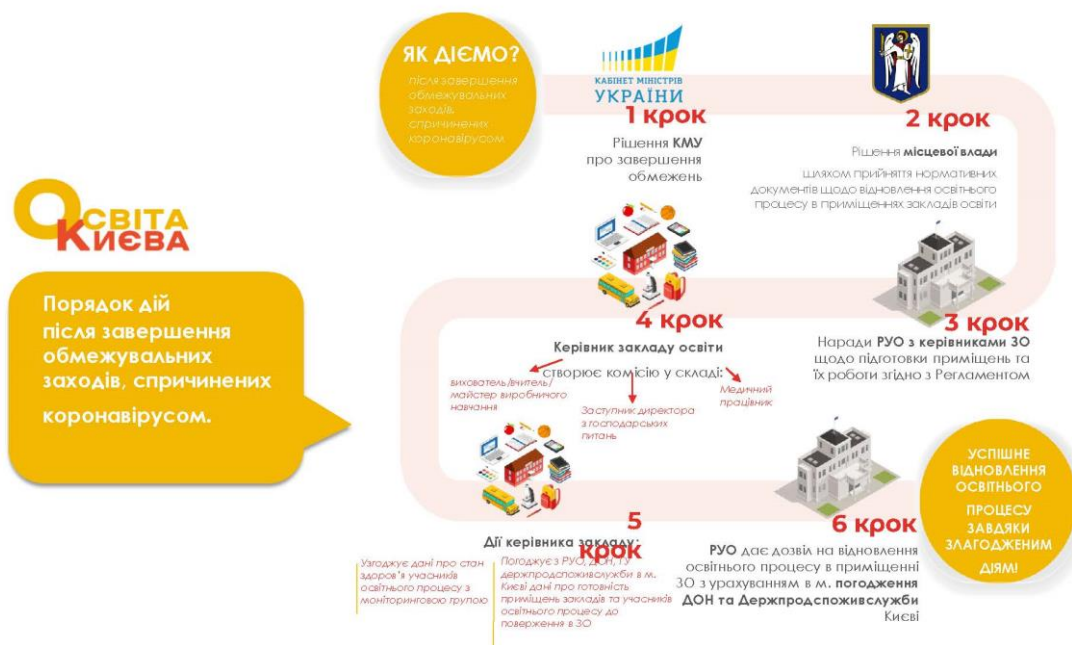 ЯК ДІЄМО?
після завершення
обмежувальних
заходів,
спричинених
коронавірусом
КАБІНЕТ МІНІСТРІВ
УКРАЇНИ
1 крок
Рішення КМУ
про завершення
обмежень
2 крок
Рішення місцевої влади
шляхом прийняття нормативних
документів щодо відновлення освітнього
процесу в приміщеннях закладів освіти
ОСВІТА
КИЄВА
Порядок дій
після завершення
обмежувальних
заходів, спричинених
коронавірусом.
3 крок
Наради РУО з керівниками ЗО
щодо підготовки приміщень та
їх роботи згідно з Регламентом
4 крок
Керівник закладу освіти
створює комісію у складі:
вихователь/вчитель/
майстер виробничого
навчання
Заступник директора
з господарських
питань
Медичний
працівник
5
крок
Дії керівника закладу:
Узгоджує дані про стан
здоров'я учасників
освітнього процесу з
моніторинговою групою
Погоджує з РУО, ДОН, ТУ
держпродспоживслужби в м.
Києві дані про готовність
приміщень закладів та учасників
освітнього процесу до
поверження в ЗО
6 крок
РУО дає дозвіл на відновлення
освітнього процесу в приміщенні
ЗО з урахуванням в м. погодження
ДОН та Держпродспоживслужби
Києві
УСПІШНЕ
ВІДНОВЛЕННЯ
ОСВІТНЬОГО
ПРОЦЕСУ
ЗАВДЯКИ
ЗЛАГОДЖЕНИМ
ДІЯМ!